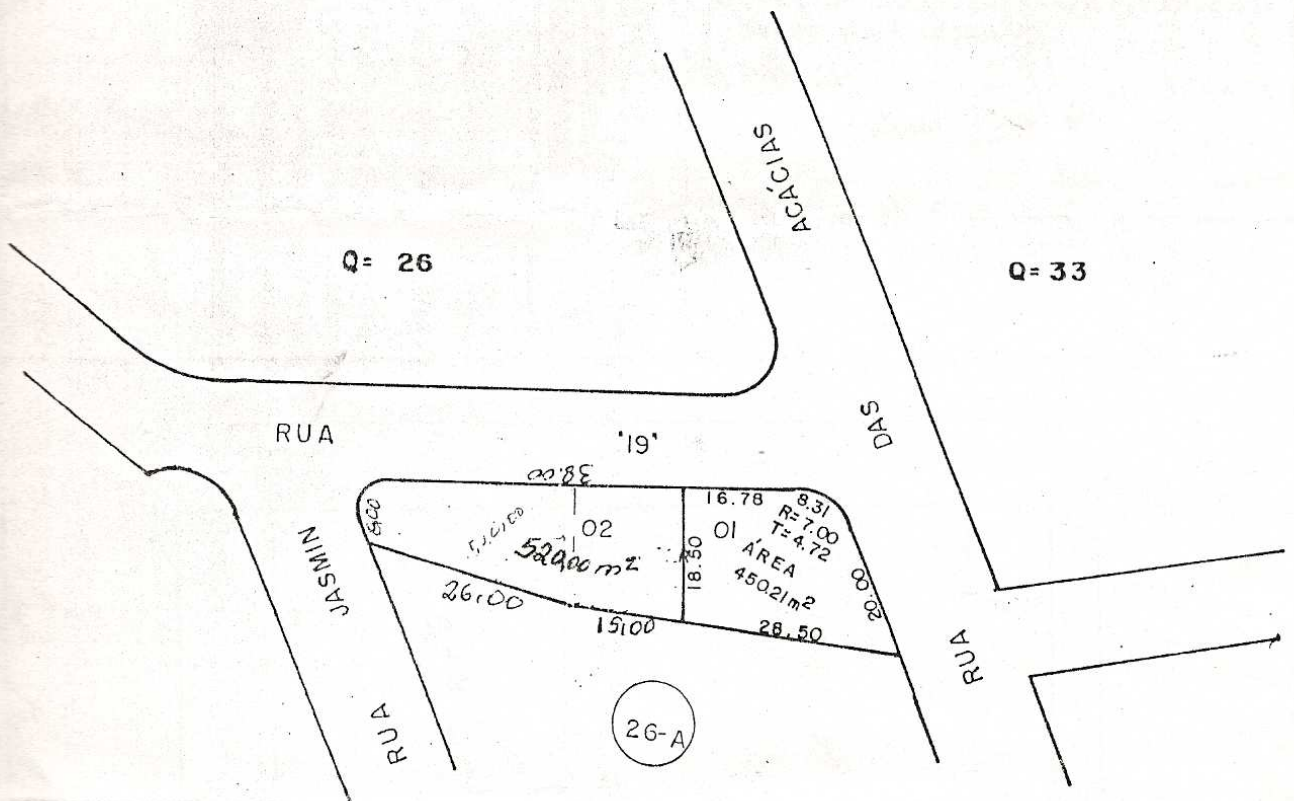 ACÁCIAS
Q= 26
Q= 33
DAS
RUA
'19'
38.00
16.78
8.31
R= 7.00
T= 4.72
02
01
ÁREA
450.21m²
520,00 m²
18.50
20.00
JASMIN
26,00
15,00
28.50
RUA
RUA
26-A